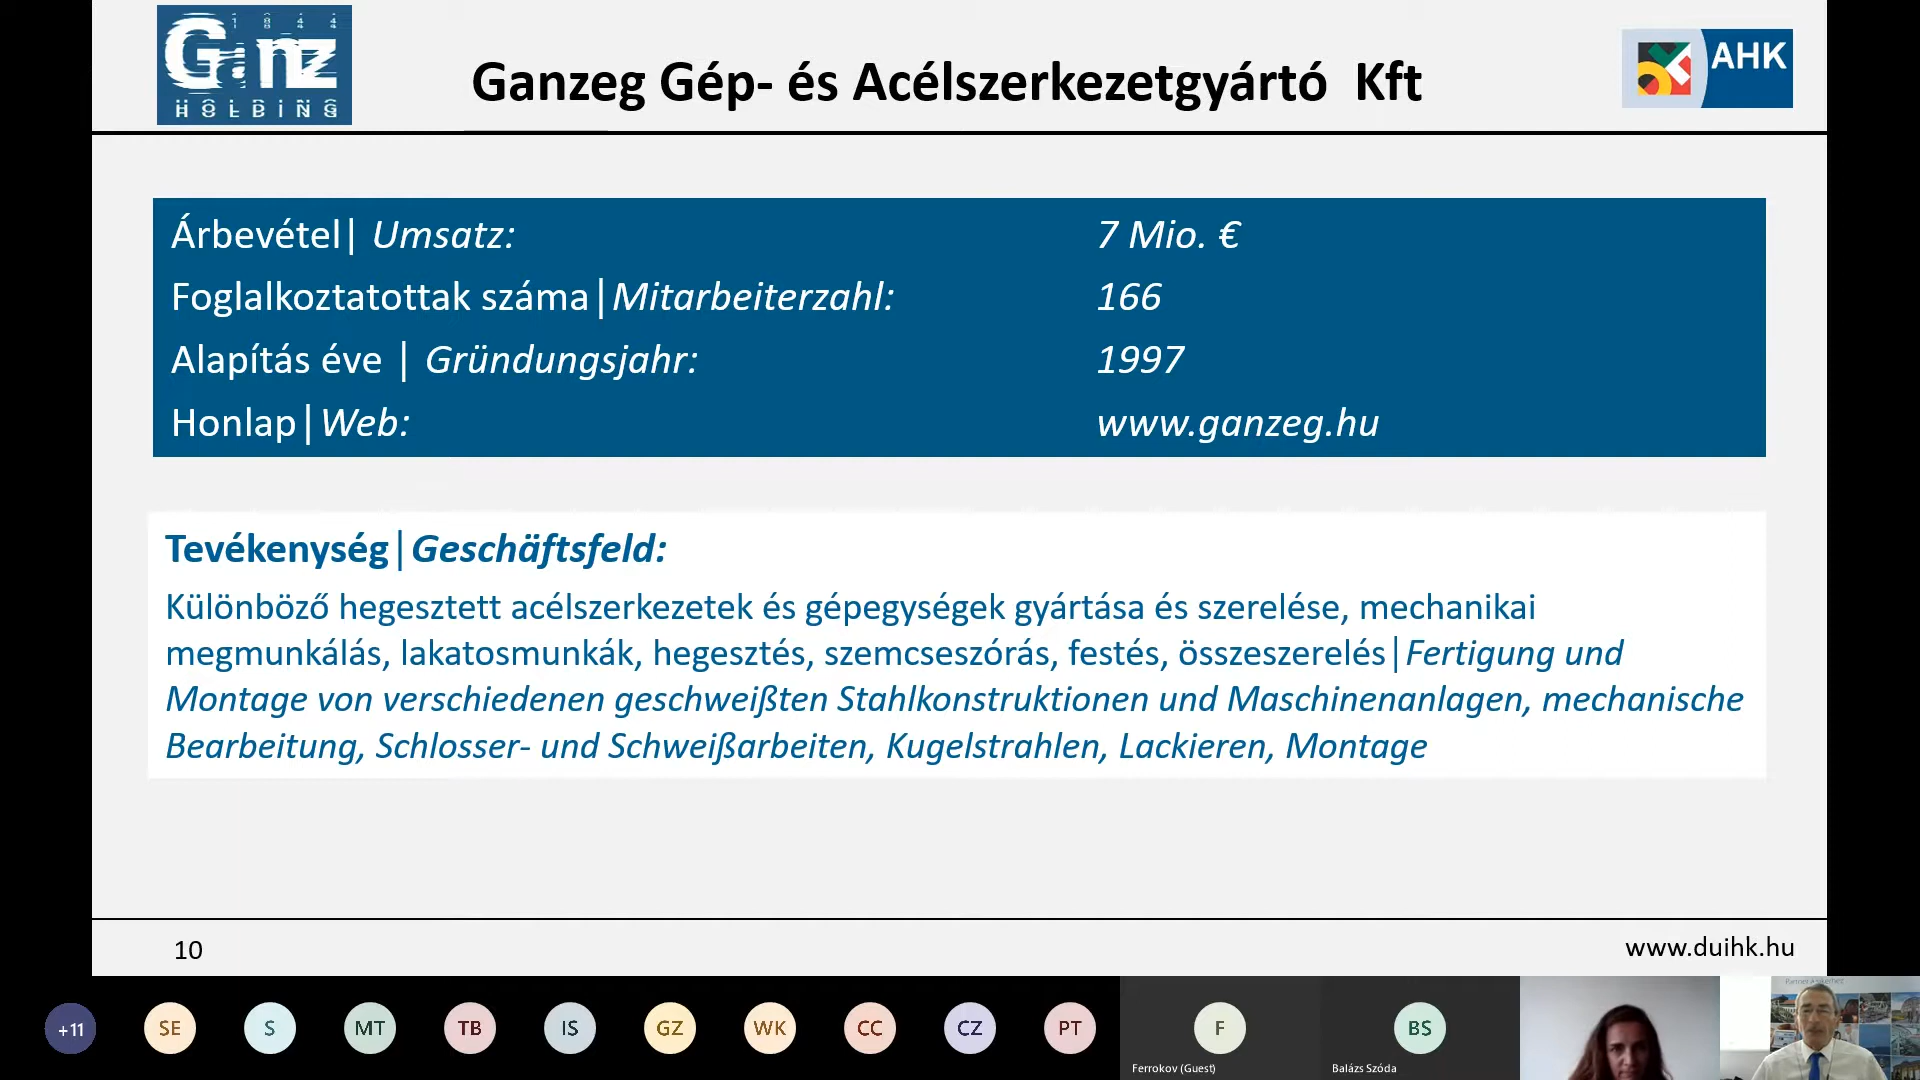 1844
Ganz
HOLDING
Ganzeg Gép- és Acélszerkezetgyártó Kft
AHK
Árbevétel| Umsatz: 7 Mio. €
Foglalkoztatottak száma|Mitarbeiterzahl: 166
Alapítás éve | Gründungsjahr: 1997
Honlap|Web: www.ganzeg.hu
Tevékenység|Geschäftsfeld:
Különböző hegesztett acélszerkezetek és gépegységek gyártása és szerelése, mechanikai
megmunkálás, lakatosmunkák, hegesztés, szemcseszórás, festés, összeszerelés|Fertigung und
Montage von verschiedenen geschweißten Stahlkonstruktionen und Maschinenanlagen, mechanische
Bearbeitung, Schlosser- und Schweißarbeiten, Kugelstrahlen, Lackieren, Montage
10
www.duihk.hu
+11 SE S MT TB IS GZ WK CC CZ PT F BS
Ferrokov (Guest)
Balázs Szóda